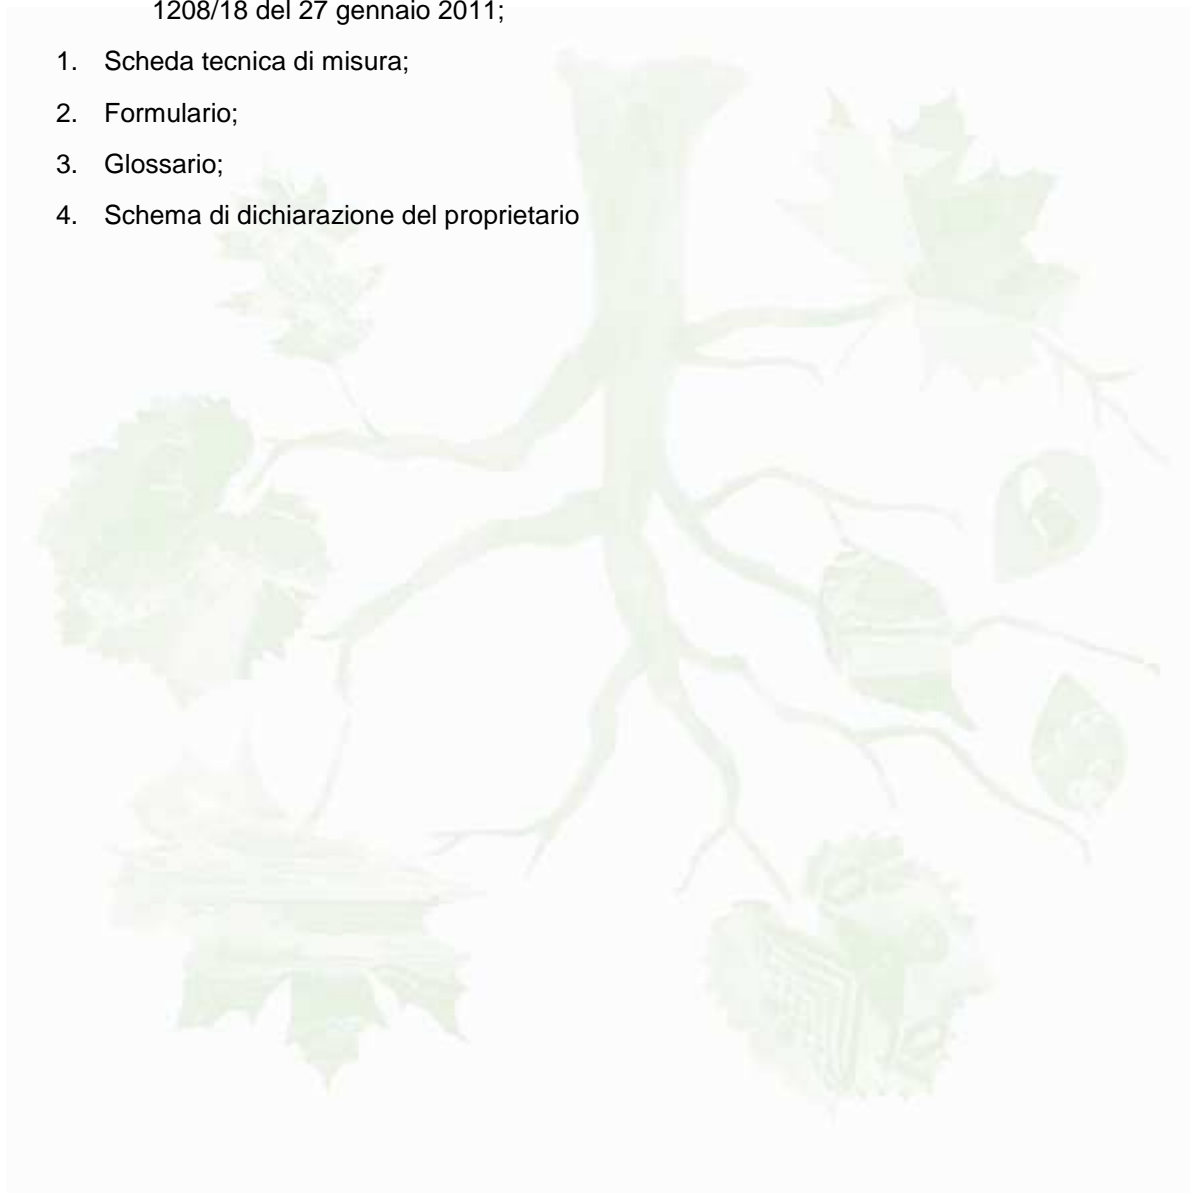 1208/18 del 27 gennaio 2011;
1. Scheda tecnica di misura;
2. Formulario;
3. Glossario;
4. Schema di dichiarazione del proprietario